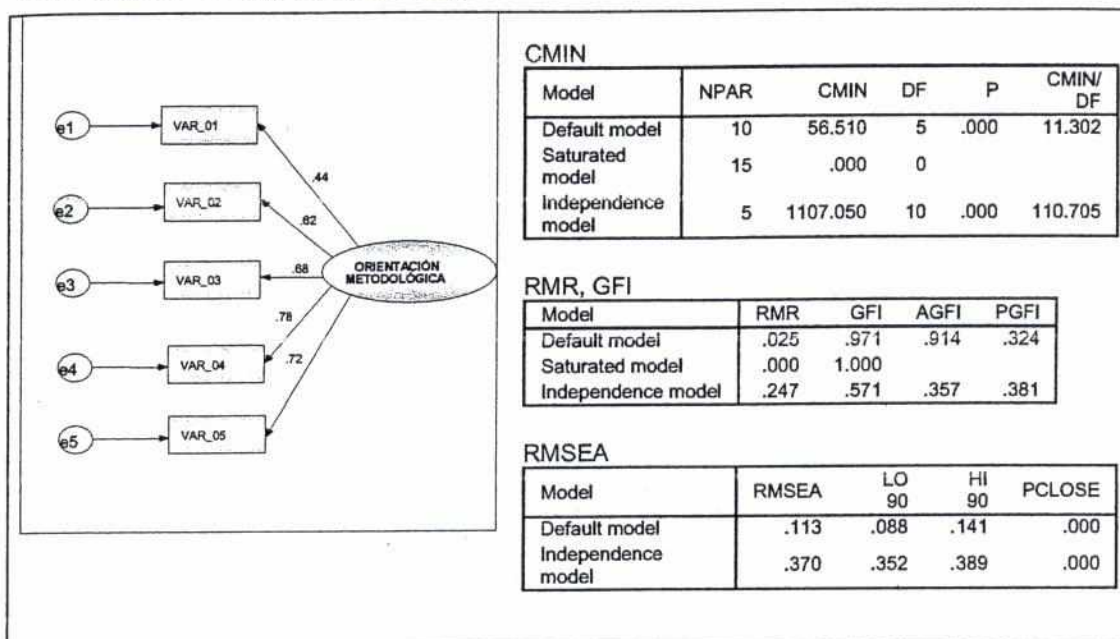 e1
VAR_01
.44
e2
VAR_02
.62
e3
VAR_03
.68
ORIENTACIÓN
METODOLÓGICA
.78
e4
VAR_04
.72
e5
VAR_05
CMIN
Model NPAR CMIN DF P CMIN/
DF
Default model 10 56.510 5 .000 11.302
Saturated
model 15 .000 0
Independence
model 5 1107.050 10 .000 110.705
RMR, GFI
Model RMR GFI AGFI PGFI
Default model .025 .971 .914 .324
Saturated model .000 1.000
Independence model .247 .571 .357 .381
RMSEA
Model RMSEA LO
90 HI
90 PCLOSE
Default model .113 .088 .141 .000
Independence
model .370 .352 .389 .000